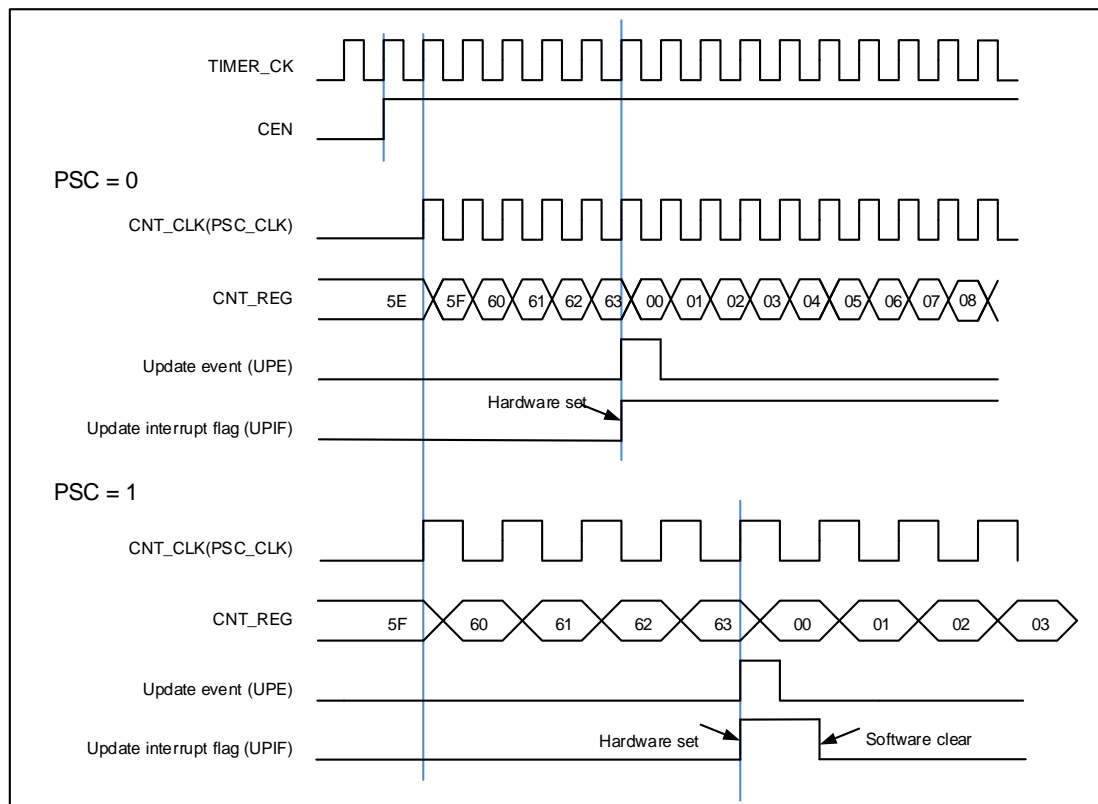 TIMER_CK
CEN
PSC = 0
CNT_CLK(PSC_CLK)
CNT_REG 5E 5F 60 61 62 63 00 01 02 03 04 05 06 07 08
Update event (UPE)
Hardware set
Update interrupt flag (UPIF)
PSC = 1
CNT_CLK(PSC_CLK)
CNT_REG 5F 60 61 62 63 00 01 02 03
Update event (UPE)
Update interrupt flag (UPIF) Hardware set Software clear